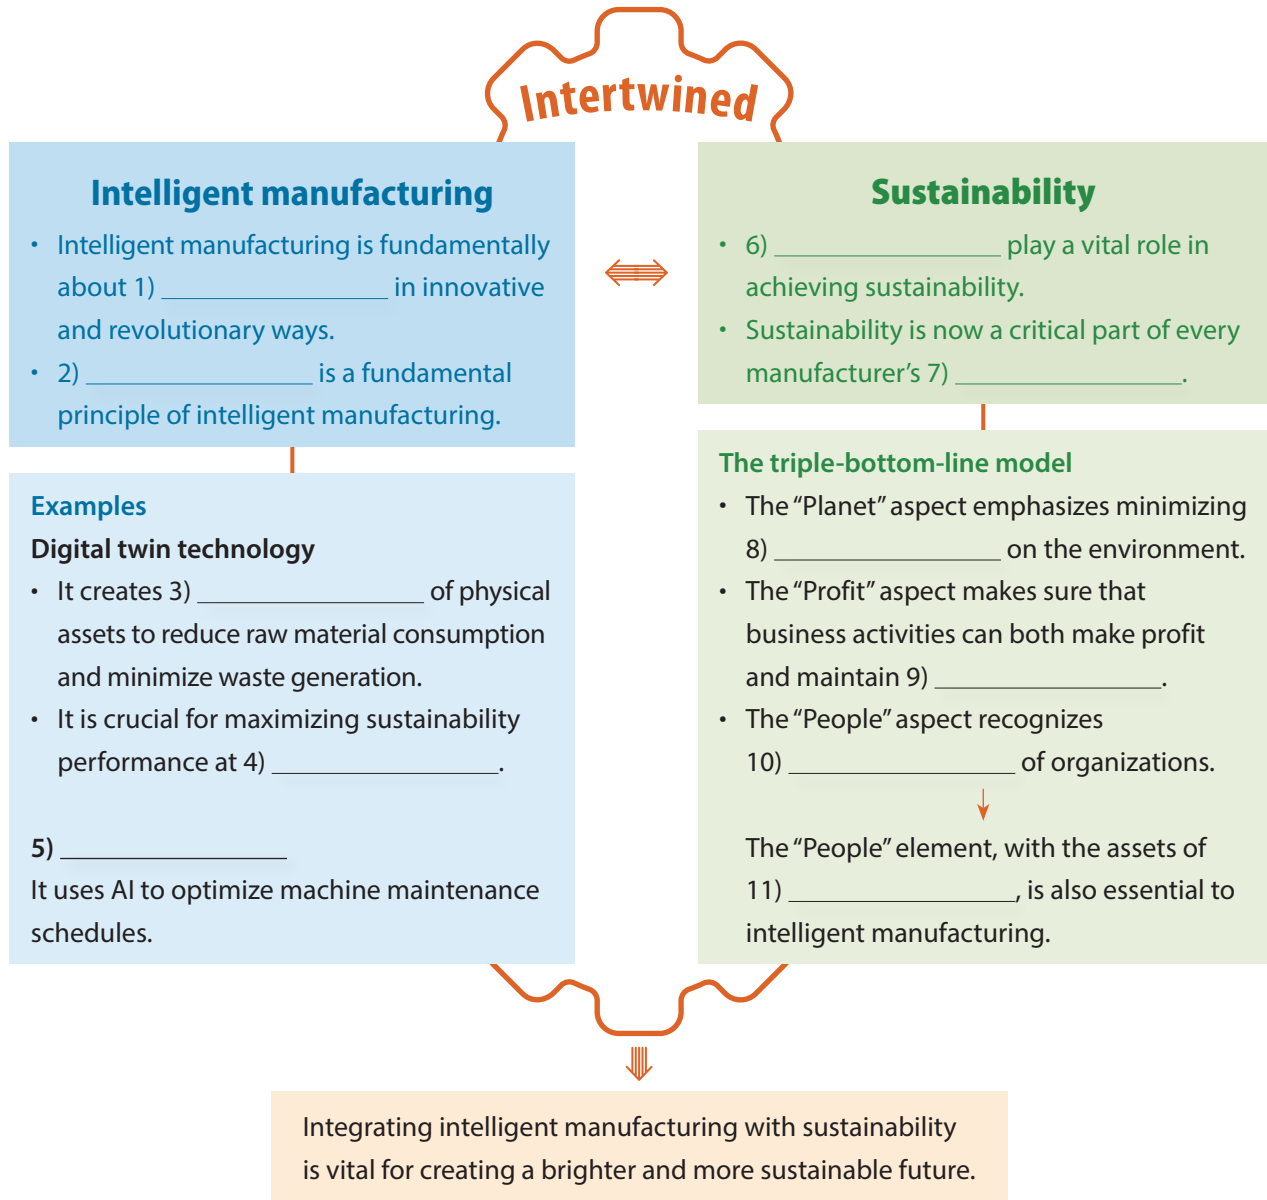 Intertwined
Intelligent manufacturing
• Intelligent manufacturing is fundamentally
about 1) ________________ in innovative
and revolutionary ways.
• 2) ________________ is a fundamental
principle of intelligent manufacturing.
Examples
Digital twin technology
• It creates 3) ________________ of physical
assets to reduce raw material consumption
and minimize waste generation.
• It is crucial for maximizing sustainability
performance at 4) ________________.
5) ________________
It uses AI to optimize machine maintenance
schedules.
Sustainability
• 6) ________________ play a vital role in
achieving sustainability.
• Sustainability is now a critical part of every
manufacturer’s 7) ________________.
The triple-bottom-line model
• The “Planet” aspect emphasizes minimizing
8) ________________ on the environment.
• The “Profit” aspect makes sure that
business activities can both make profit
and maintain 9) ________________.
• The “People” aspect recognizes
10) ________________ of organizations.
The “People” element, with the assets of
11) ________________, is also essential to
intelligent manufacturing.
Integrating intelligent manufacturing with sustainability
is vital for creating a brighter and more sustainable future.